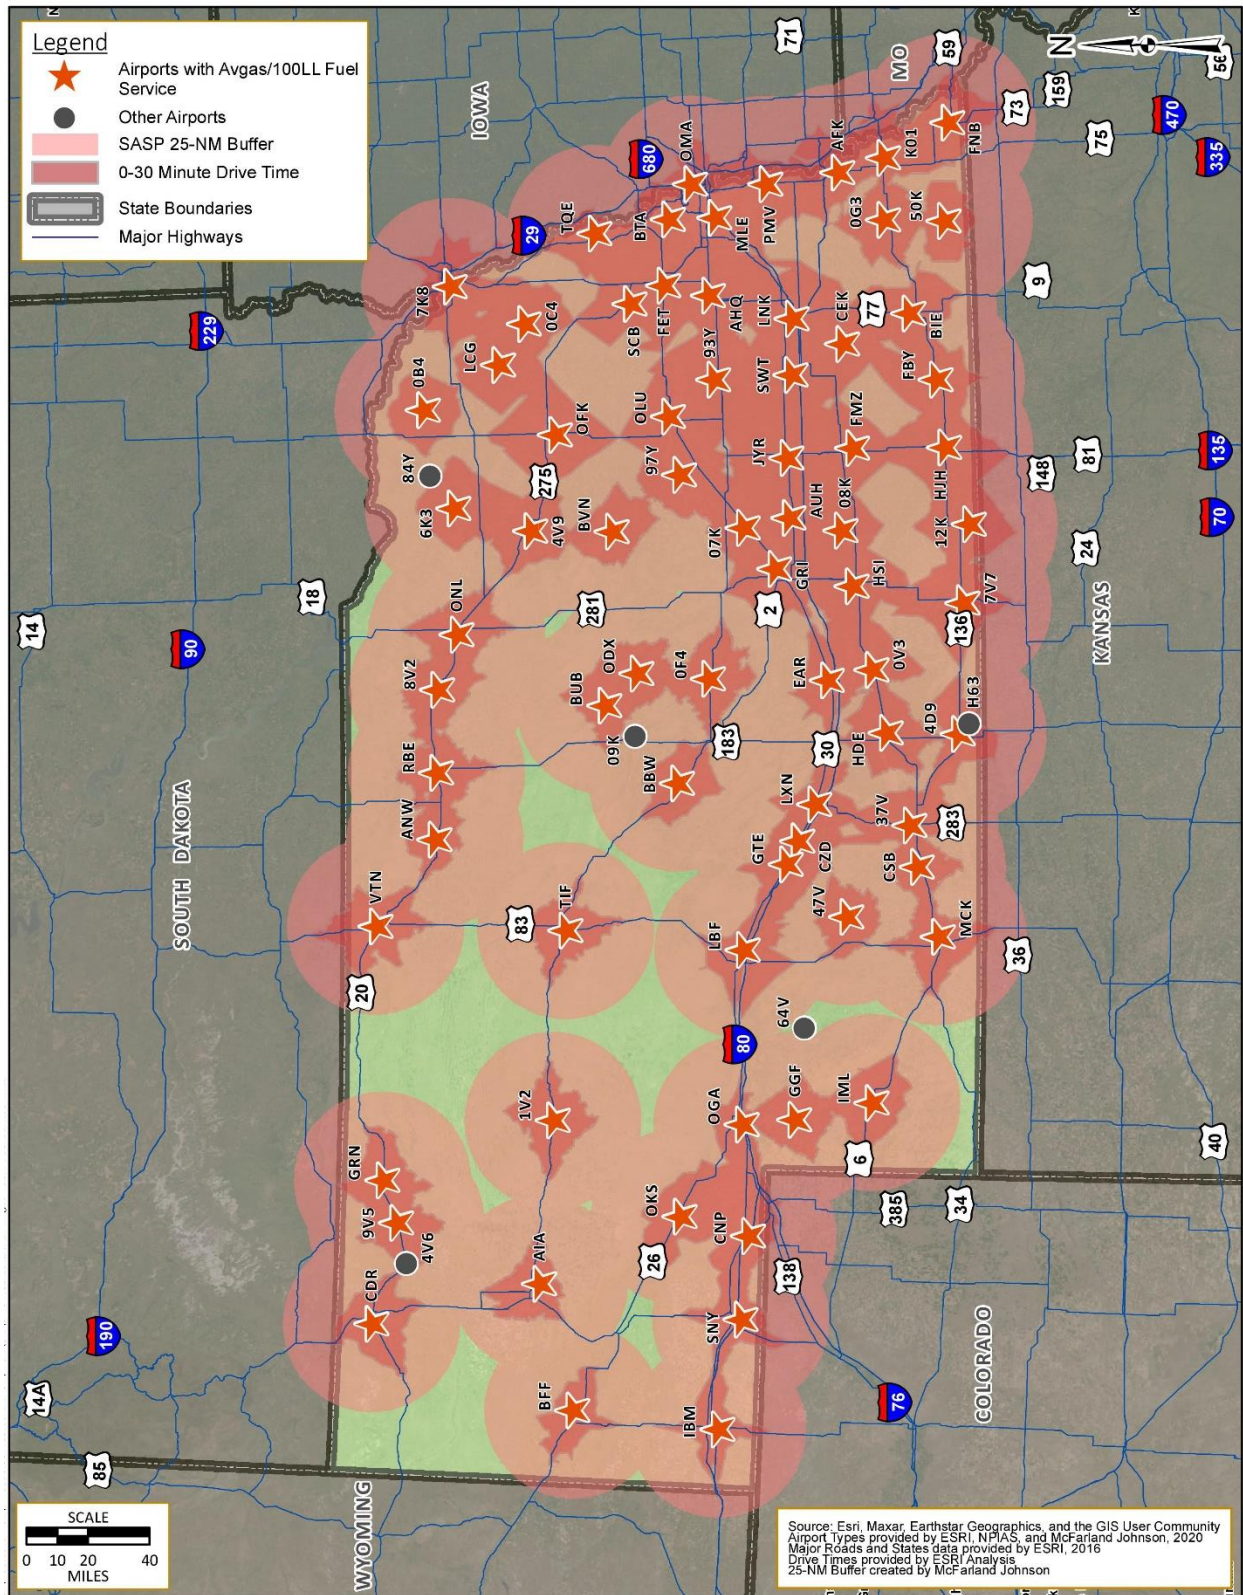 Legend
Airports with Avgas/100LL Fuel
Service
Other Airports
SASP 25-NM Buffer
0-30 Minute Drive Time
State Boundaries
Major Highways
N
71
59
MO
159
56
73
75
470
335
IOWA
680
29
229
OMA
AFK
K01
FNB
TQE
BTA
MLE
PMV
0G3
50K
7K8
0C4
SCB
FET
AHQ
LNK
CEK
77
BIE
9
LCG
0B4
93Y
SWT
FBY
OLU
OFK
FMZ
JYR
97Y
84Y
275
HJH
148
81
135
6K3
4V9
BVN
07K
AUH
08K
12K
24
70
GRI
HSI
7V7
18
14
90
ONL
281
2
136
KANSAS
8V2
ODX
BUB
0F4
EAR
0V3
H63
4D9
09K
183
30
HDE
RBE
BBW
LXN
37V
283
ANW
GTE
CZD
CSB
SOUTH DAKOTA
VTN
TIF
83
47V
LBF
MCK
36
20
64V
80
1V2
OGA
GGF
IML
6
40
GRN
9V5
4V6
OKS
CNP
385
34
26
138
CDR
AIA
SNY
190
14A
85
BFF
IBM
76
COLORADO
WYOMING
SCALE
0 10 20 40
MILES
Source: Esri, Maxar, Earthstar Geographics, and the GIS User Community
Airport Types provided by ESRI, NPIAS, and McFarland Johnson, 2020
Major Roads and States data provided by ESRI, 2016
Drive Times provided by ESRI Analysis
25-NM Buffer created by McFarland Johnson